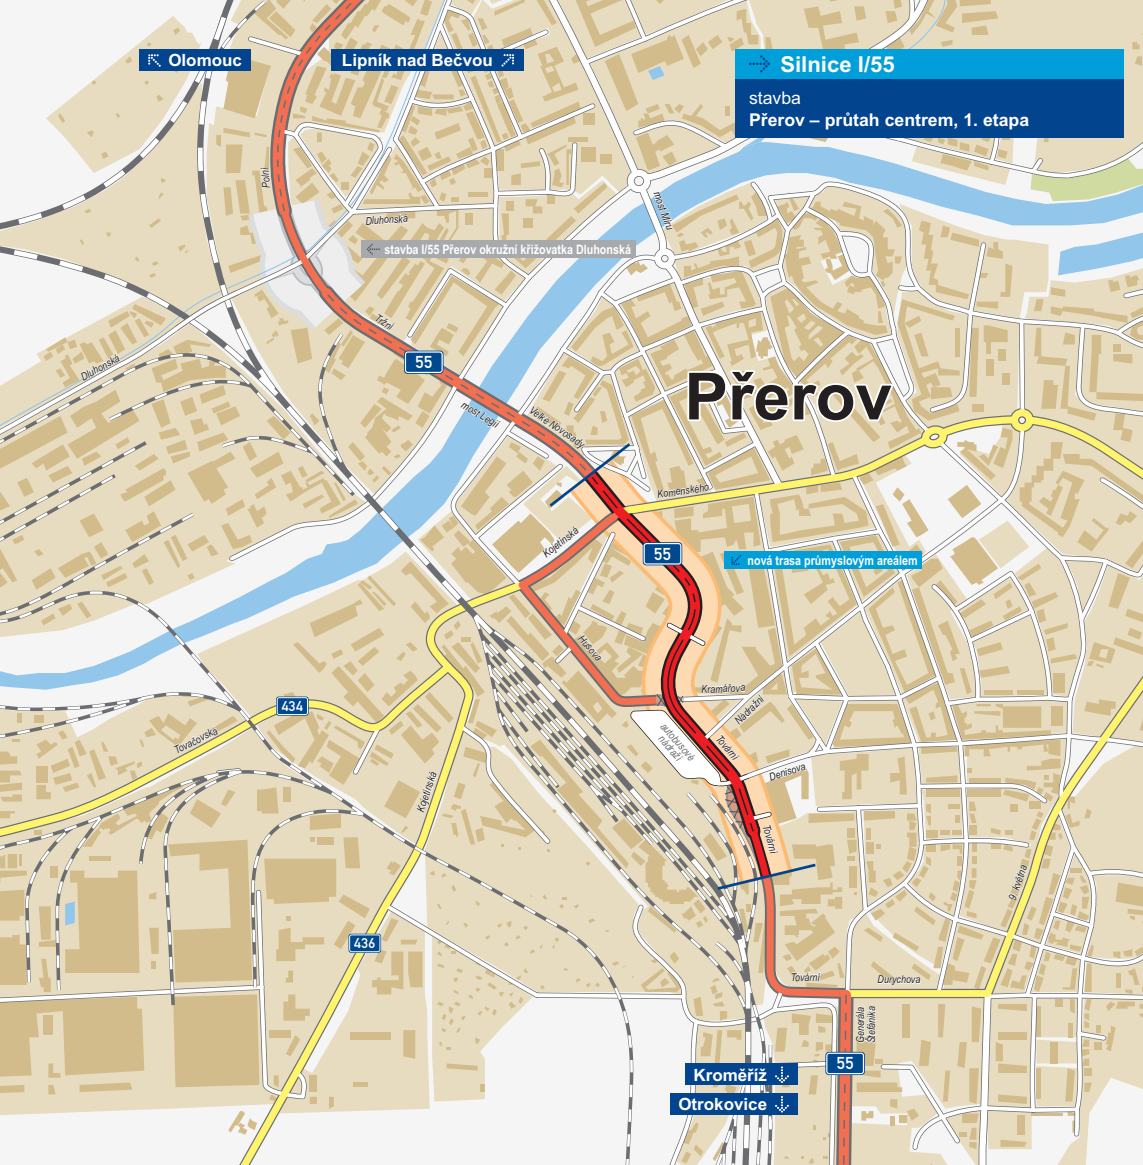 Olomouc
Lipník nad Bečvou
Silnice I/55
stavba
Přerov – průtah centrem, 1. etapa
Polní
Dluhonská
most Míru
stavba I/55 Přerov okružní křižovatka Dluhonská
Tržní
Dluhonská
55
Přerov
most Legií
Velké Novosady
Komenského
Kojetínská
55
nová trasa průmyslovým areálem
Husova
Kramářova
434
Nádražní
Tovačovská
autobusové
nádraží
Tovární
Denisova
Kojetínská
Tovární
9. května
436
Tovární
Durychova
Generála
Štefánika
55
Kroměříž
Otrokovice